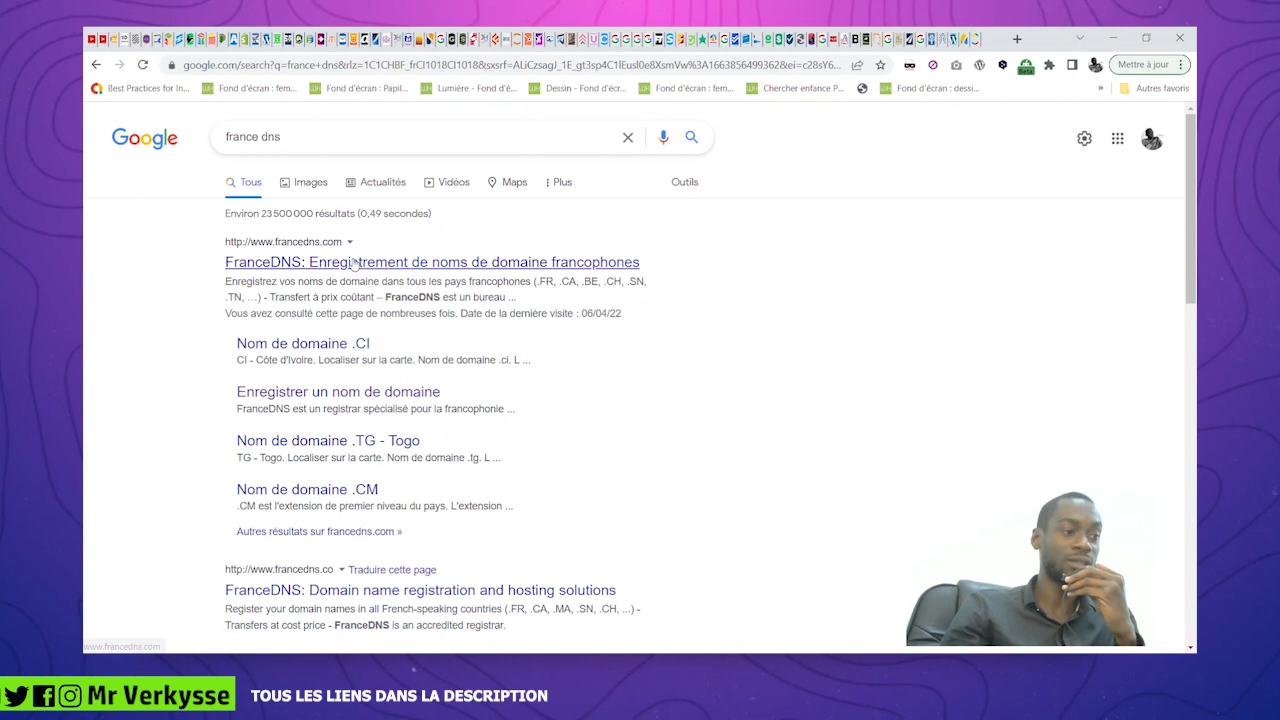 google.com/search?q=france+dns&rlz=1C1CHBF_frCI1018CI1018&sxsrf=ALiCzsagJ_1E_gt3sp4C1lEusl0e8XsmVw%3A1663856499362&ei=c28sY6...
Mettre à jour
Best Practices for In...
Fond d'écran : fem...
Fond d'écran : Papil...
Lumière - Fond d'é...
Dessin - Fond d'écr...
Fond d'écran : fem...
Chercher enfance P...
Fond d'écran : dessi...
»
Autres favoris
Google
france dns
Tous
Images
Actualités
Vidéos
Maps
Plus
Outils
Environ 23 500 000 résultats (0,49 secondes)
http://www.francedns.com
FranceDNS: Enregistrement de noms de domaine francophones
Enregistrez vos noms de domaine dans tous les pays francophones (.FR, .CA, .BE, .CH, .SN,
.TN, ...) - Transfert à prix coûtant – FranceDNS est un bureau ...
Vous avez consulté cette page de nombreuses fois. Date de la dernière visite : 06/04/22
Nom de domaine .CI
CI - Côte d'Ivoire. Localiser sur la carte. Nom de domaine .ci. L ...
Enregistrer un nom de domaine
FranceDNS est un registrar spécialisé pour la francophonie ...
Nom de domaine .TG - Togo
TG - Togo. Localiser sur la carte. Nom de domaine .tg. L ...
Nom de domaine .CM
.CM est l'extension de premier niveau du pays. L'extension ...
Autres résultats sur francedns.com »
http://www.francedns.co
Traduire cette page
FranceDNS: Domain name registration and hosting solutions
Register your domain names in all French-speaking countries (.FR, .CA, .MA, .SN, .CH, ...) -
Transfers at cost price - FranceDNS is an accredited registrar.
www.francedns.com
Mr Verkysse
TOUS LES LIENS DANS LA DESCRIPTION